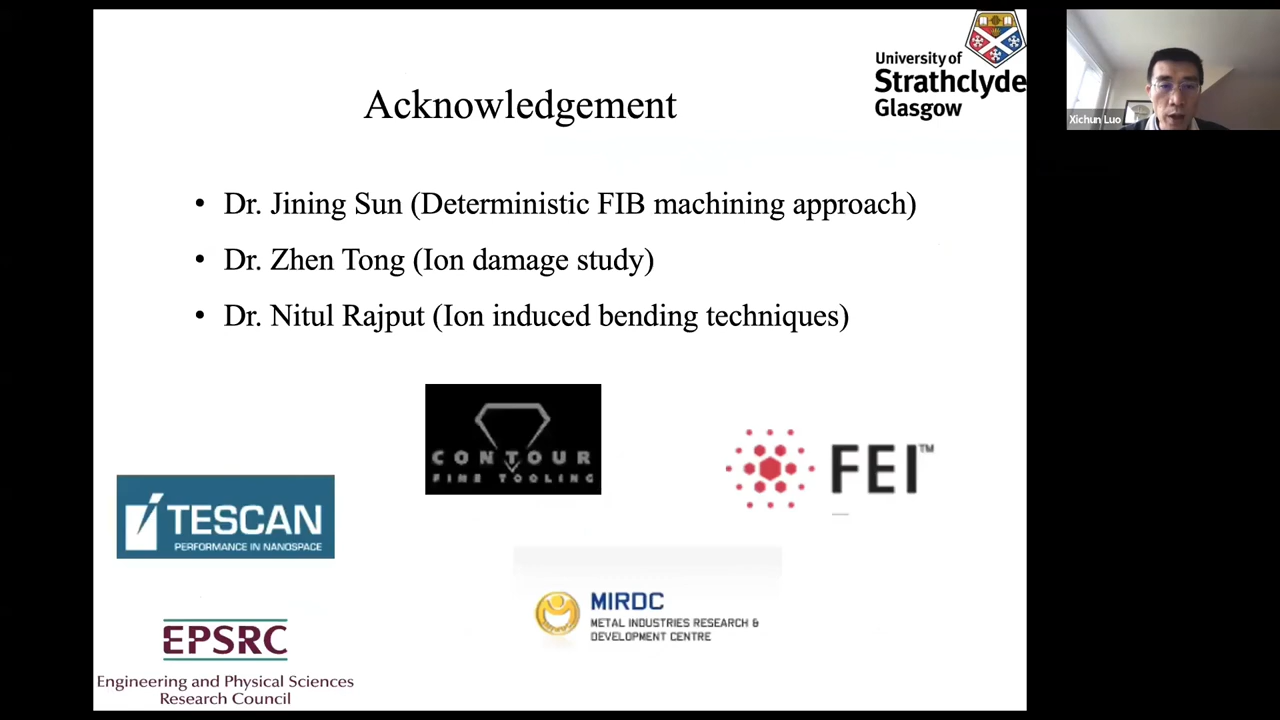 University of
Strathclyde
Glasgow
Xichun Luo
Acknowledgement
• Dr. Jining Sun (Deterministic FIB machining approach)
• Dr. Zhen Tong (Ion damage study)
• Dr. Nitul Rajput (Ion induced bending techniques)
CONTOUR
FINE TOOLING
FEI™
TESCAN
PERFORMANCE IN NANOSPACE
MIRDC
METAL INDUSTRIES RESEARCH &
DEVELOPMENT CENTRE
EPSRC
Engineering and Physical Sciences
Research Council